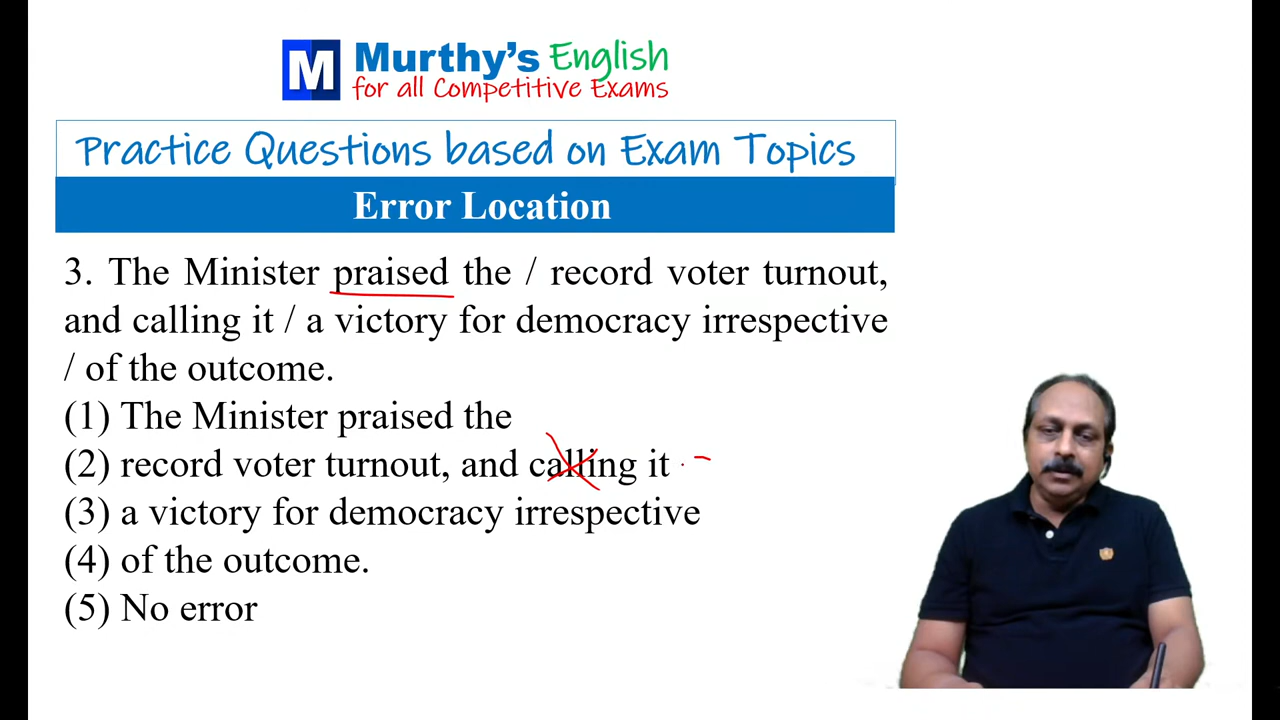 M Murthy's English
for all Competitive Exams
Practice Questions based on Exam Topics
Error Location
3. The Minister praised the / record voter turnout,
and calling it / a victory for democracy irrespective
/ of the outcome.
(1) The Minister praised the
(2) record voter turnout, and calling it
(3) a victory for democracy irrespective
(4) of the outcome.
(5) No error